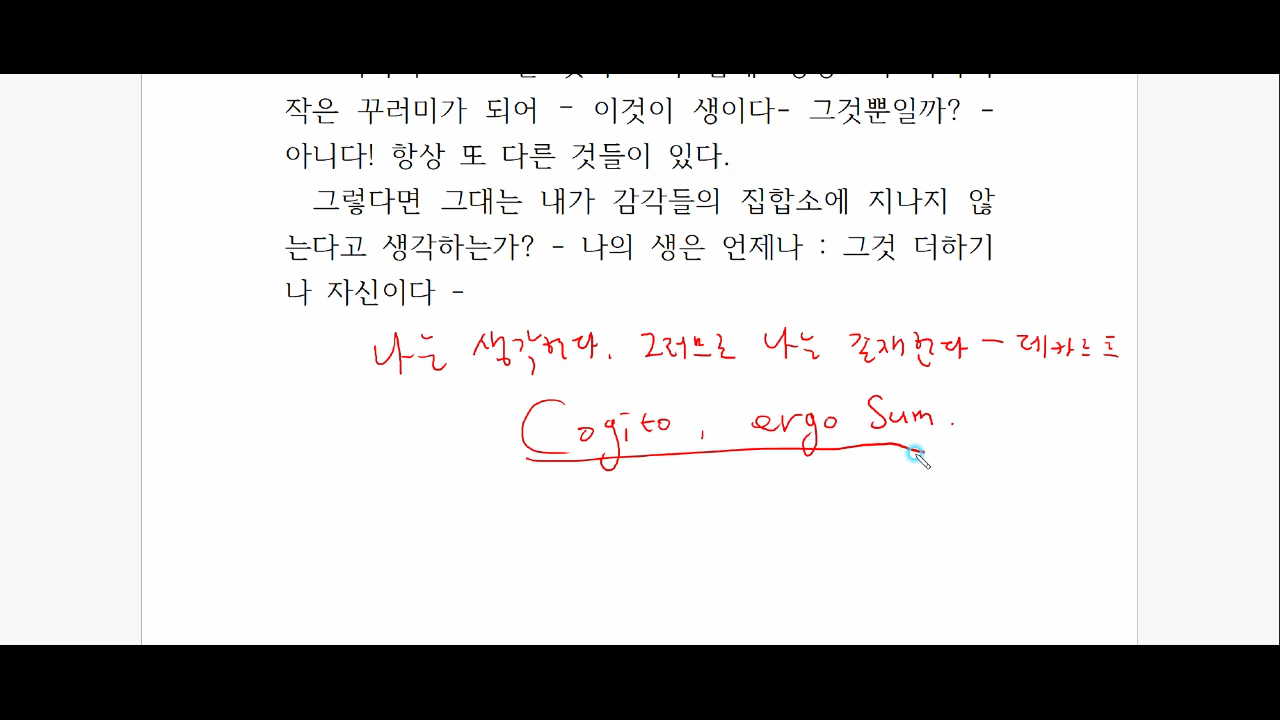 작은 꾸러미가 되어 - 이것이 생이다- 그것뿐일까? -
아니다! 항상 또 다른 것들이 있다.
그렇다면 그대는 내가 감각들의 집합소에 지나지 않
는다고 생각하는가? - 나의 생은 언제나 : 그것 더하기
나 자신이다 -
나는 생각한다. 그러므로 나는 존재한다 - 데카르트
Cogito, ergo Sum.